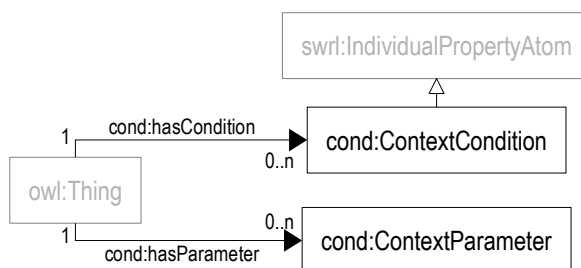 swrl:IndividualPropertyAtom
cond:hasCondition
1
0..n
cond:ContextCondition
owl:Thing
1
0..n
cond:hasParameter
cond:ContextParameter